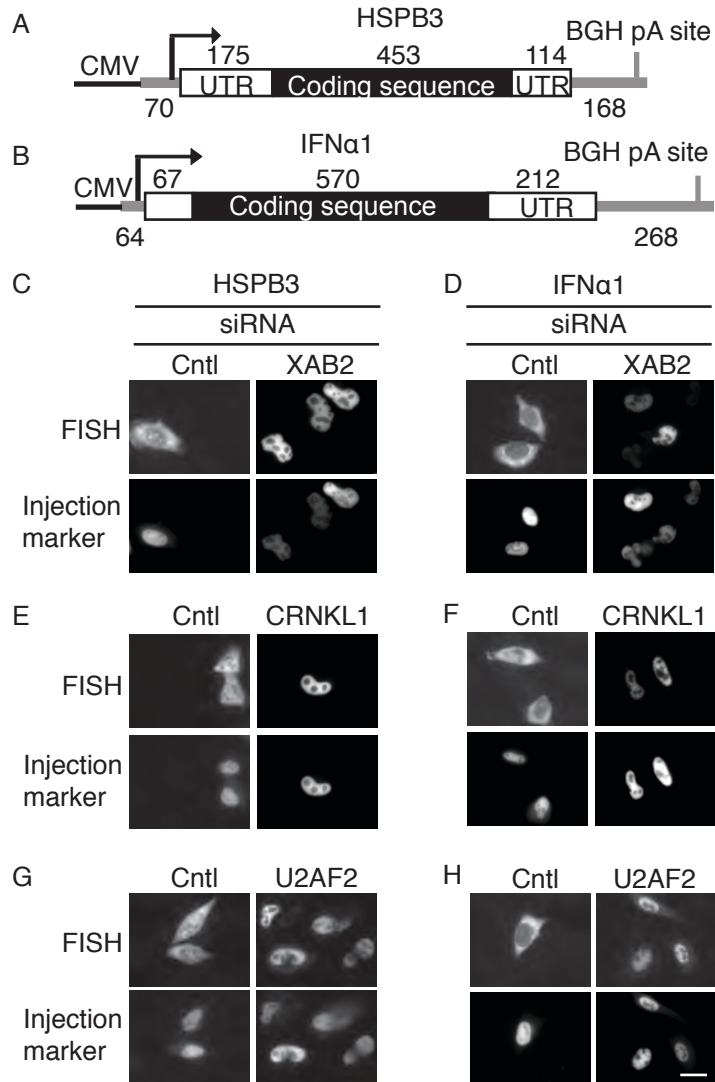 A
HSPB3
BGH pA site
CMV
175 453 114
UTR Coding sequence UTR
70 168
B
IFNα1
BGH pA site
CMV
67 570 212
Coding sequence UTR
64 268
C HSPB3
siRNA
Cntl XAB2
FISH
Injection
marker
D IFNα1
siRNA
Cntl XAB2
E Cntl CRNKL1
FISH
Injection
marker
F Cntl CRNKL1
G Cntl U2AF2
FISH
Injection
marker
H Cntl U2AF2